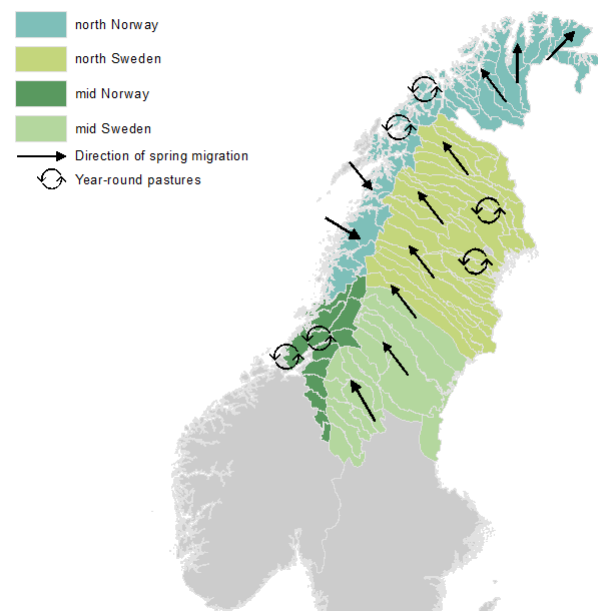 north Norway
north Sweden
mid Norway
mid Sweden
Direction of spring migration
Year-round pastures